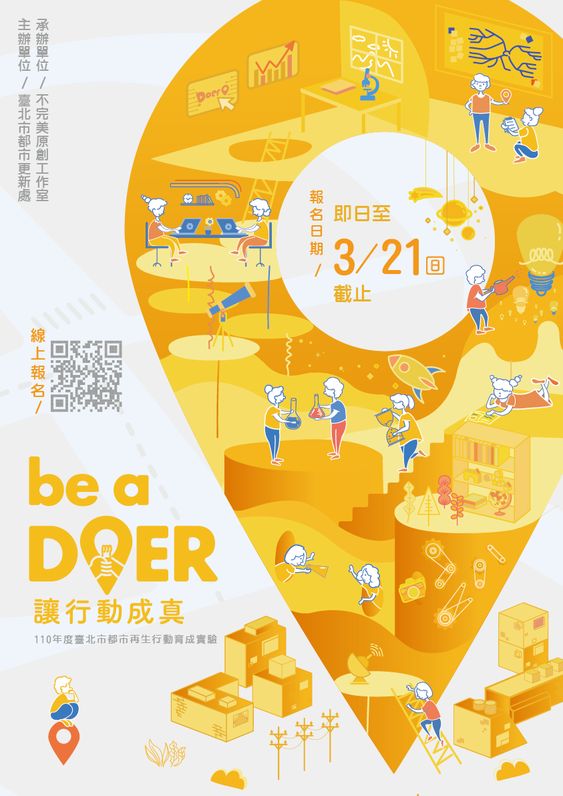 主辦單位/臺北市都市更新處
承辦單位/不完美原創工作室
Doer
報名日期/
即日至
3/21日
截止
線上報名/
be a
DOER
讓行動成真
110年度臺北市都市再生行動育成實驗